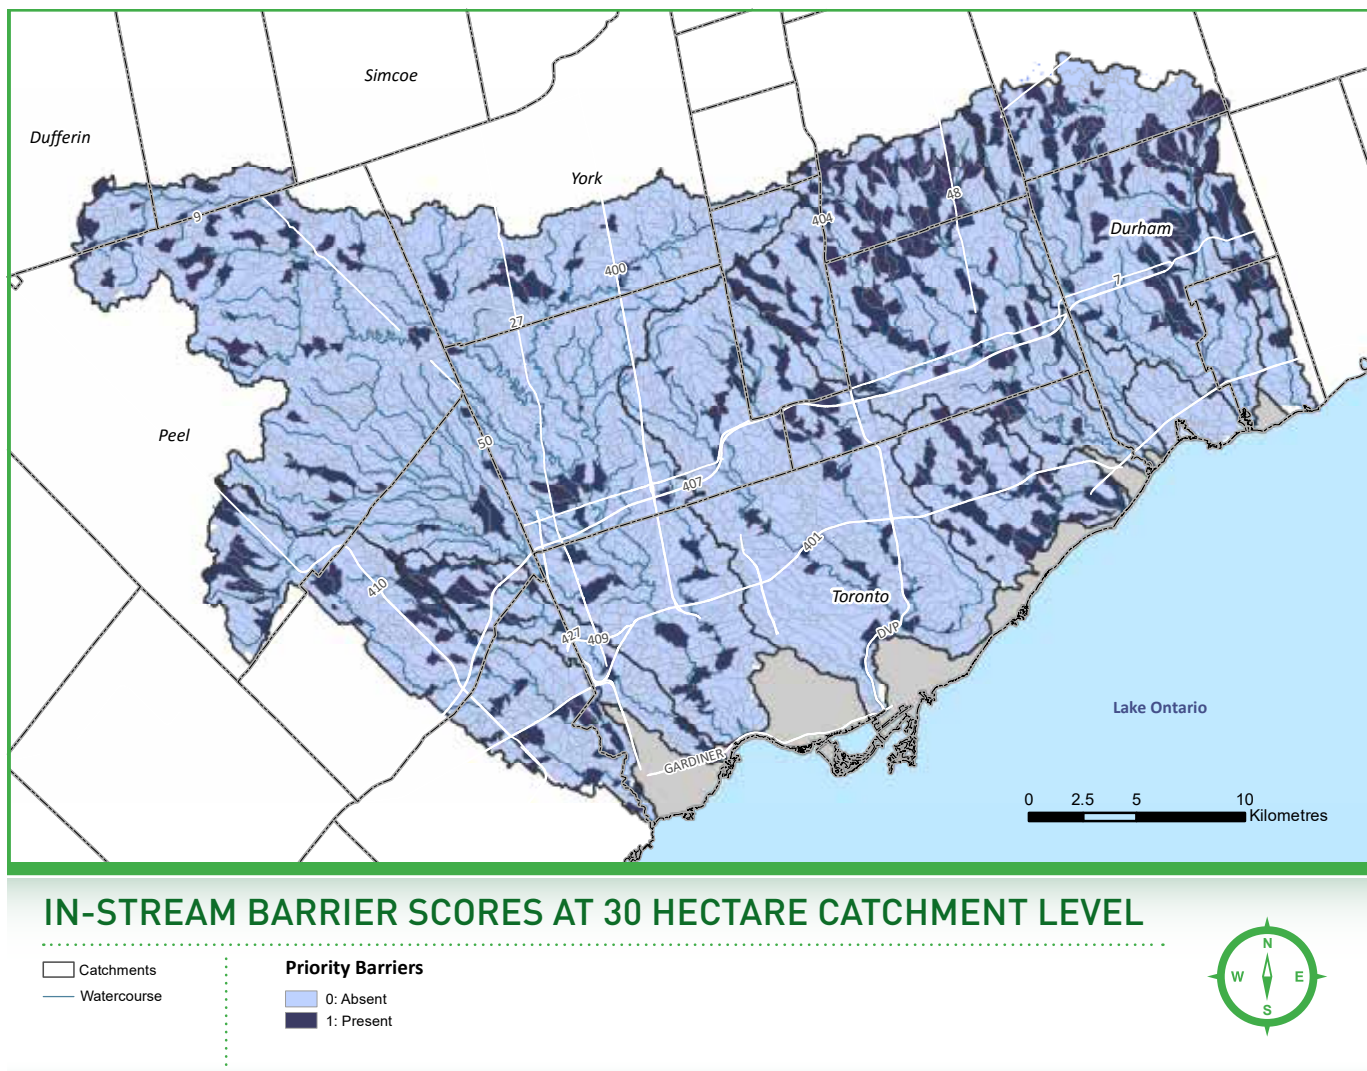 Simcoe
Dufferin
York
9
48
404
Durham
400
7
27
Peel
50
407
401
410
Toronto
427
409
DVP
Lake Ontario
GARDINER
0 2.5 5 10
Kilometres
IN-STREAM BARRIER SCORES AT 30 HECTARE CATCHMENT LEVEL
Catchments
Watercourse
Priority Barriers
0: Absent
1: Present
N
W E
S